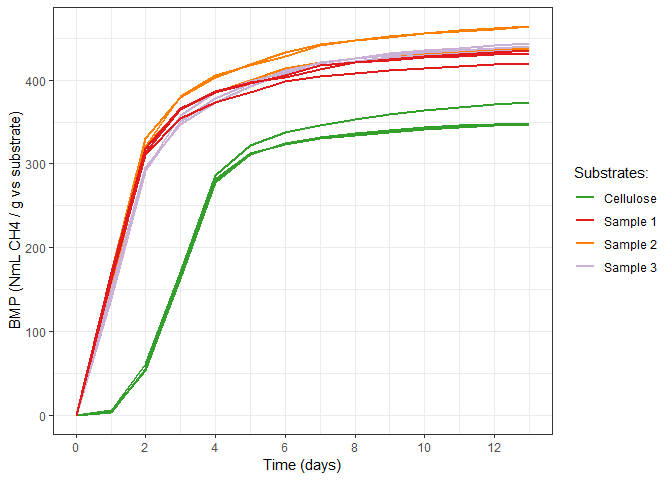 BMP (NmL CH4 / g vs substrate)
400
300
200
100
0
0 2 4 6 8 10 12
Time (days)
Substrates:
Cellulose
Sample 1
Sample 2
Sample 3